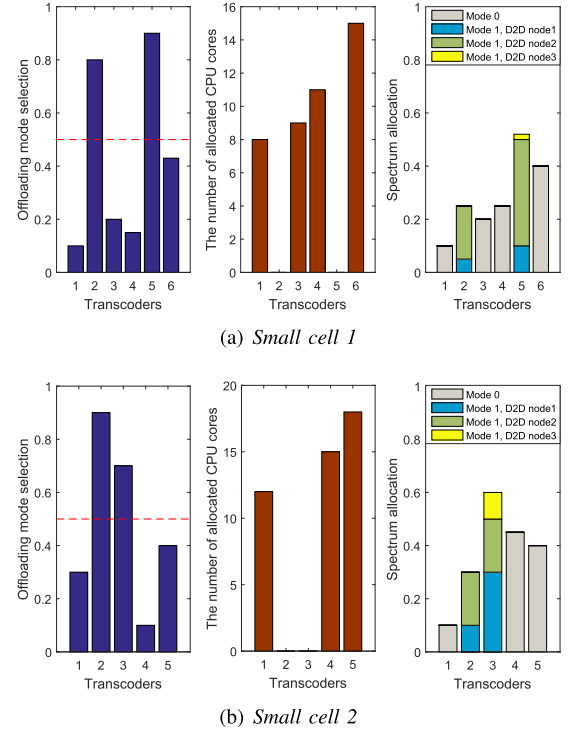 Offloading mode selection
1
0.8
0.6
0.4
0.2
0
1 2 3 4 5 6
Transcoders
The number of allocated CPU cores
16
14
12
10
8
6
4
2
0
1 2 3 4 5 6
Transcoders
Spectrum allocation
1
0.8
0.6
0.4
0.2
0
Mode 0
Mode 1, D2D node1
Mode 1, D2D node2
Mode 1, D2D node3
1 2 3 4 5 6
Transcoders
(a) Small cell 1
Offloading mode selection
1
0.8
0.6
0.4
0.2
0
1 2 3 4 5
Transcoders
The number of allocated CPU cores
20
15
10
5
0
1 2 3 4 5
Transcoders
Spectrum allocation
1
0.8
0.6
0.4
0.2
0
Mode 0
Mode 1, D2D node1
Mode 1, D2D node2
Mode 1, D2D node3
1 2 3 4 5
Transcoders
(b) Small cell 2